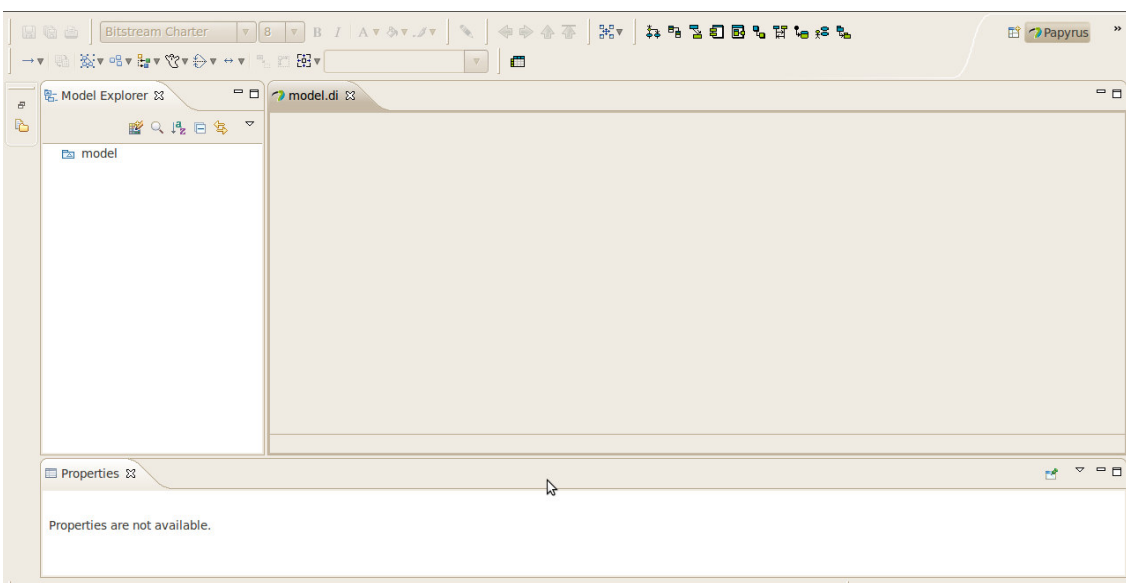 Bitstream Charter 8 B I A Papyrus »
Model Explorer model.di
model
Properties
Properties are not available.